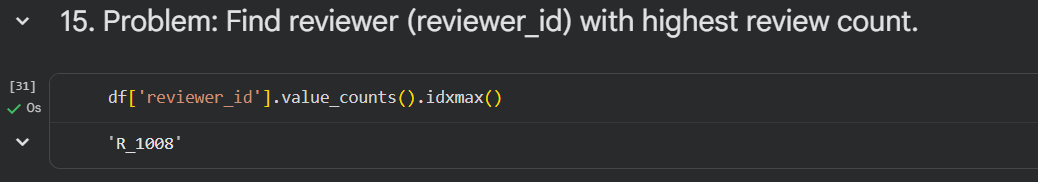 15. Problem: Find reviewer (reviewer_id) with highest review count.
[31]
df['reviewer_id'].value_counts().idxmax()
0s
'R_1008'